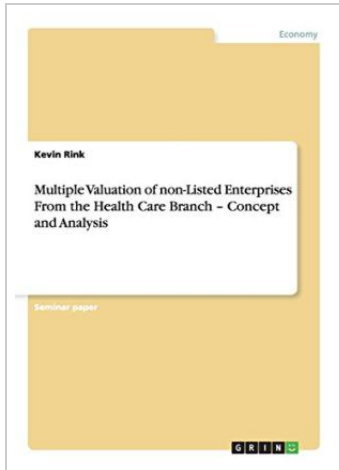 Economy
Kevin Rink
Multiple Valuation of non-Listed Enterprises
From the Health Care Branch – Concept
and Analysis
Seminar paper
GRIN